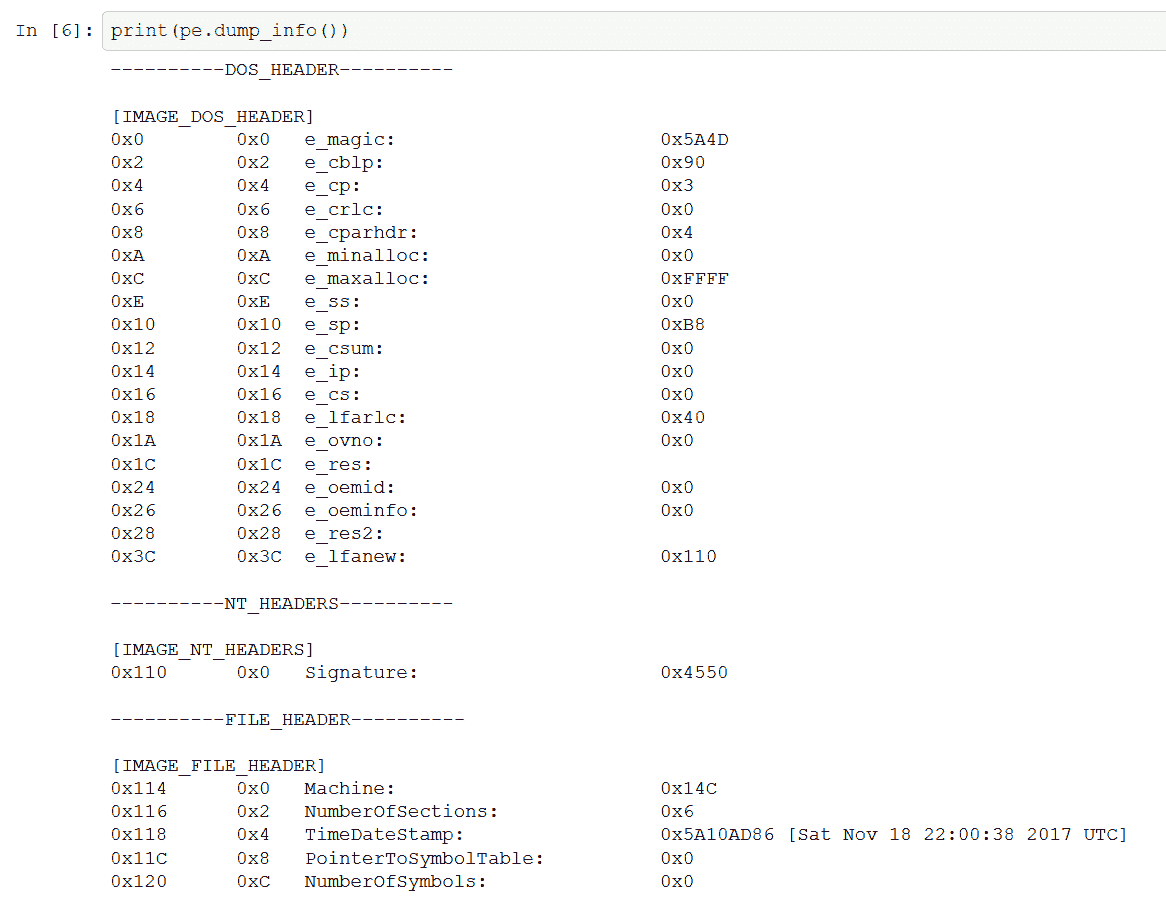 In [6]: print(pe.dump_info())
----------DOS_HEADER----------
[IMAGE_DOS_HEADER]
0x0 0x0 e_magic: 0x5A4D
0x2 0x2 e_cblp: 0x90
0x4 0x4 e_cp: 0x3
0x6 0x6 e_crlc: 0x0
0x8 0x8 e_cparhdr: 0x4
0xA 0xA e_minalloc: 0x0
0xC 0xC e_maxalloc: 0xFFFF
0xE 0xE e_ss: 0x0
0x10 0x10 e_sp: 0xB8
0x12 0x12 e_csum: 0x0
0x14 0x14 e_ip: 0x0
0x16 0x16 e_cs: 0x0
0x18 0x18 e_lfarlc: 0x40
0x1A 0x1A e_ovno: 0x0
0x1C 0x1C e_res:
0x24 0x24 e_oemid: 0x0
0x26 0x26 e_oeminfo: 0x0
0x28 0x28 e_res2:
0x3C 0x3C e_lfanew: 0x110
----------NT_HEADERS----------
[IMAGE_NT_HEADERS]
0x110 0x0 Signature: 0x4550
----------FILE_HEADER----------
[IMAGE_FILE_HEADER]
0x114 0x0 Machine: 0x14C
0x116 0x2 NumberOfSections: 0x6
0x118 0x4 TimeDateStamp: 0x5A10AD86 [Sat Nov 18 22:00:38 2017 UTC]
0x11C 0x8 PointerToSymbolTable: 0x0
0x120 0xC NumberOfSymbols: 0x0